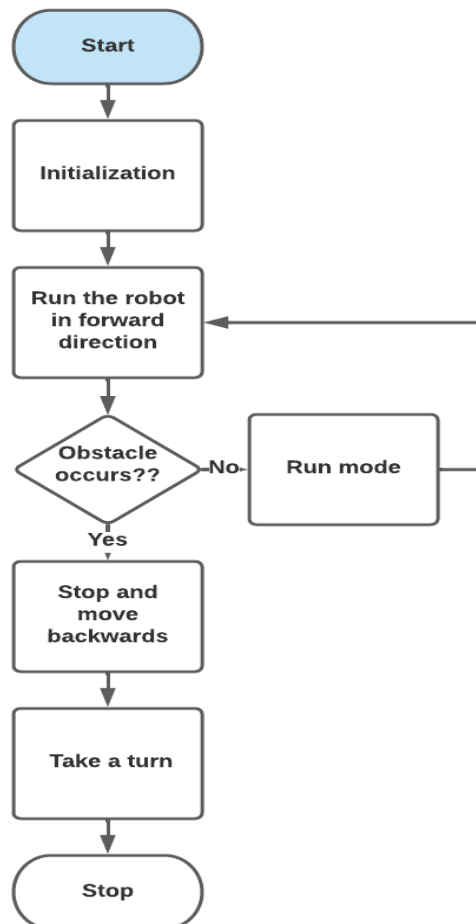 Start
Initialization
Run the robot
in forward
direction
Obstacle
occurs??
No
Run mode
Yes
Stop and
move
backwards
Take a turn
Stop